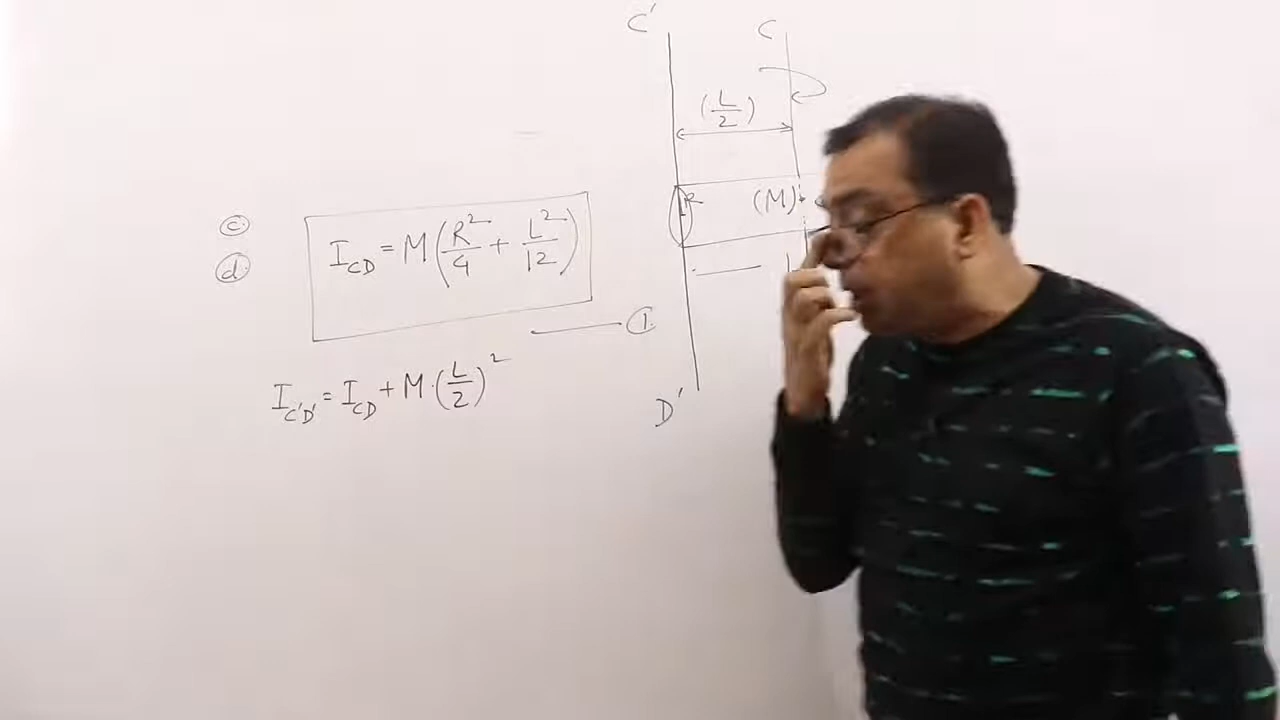 C' C
(L/2)
R (M)
(c)
(d) I_CD = M(R²/4 + L²/12)
(1)
I_C'D' = I_CD + M·(L/2)²
D'